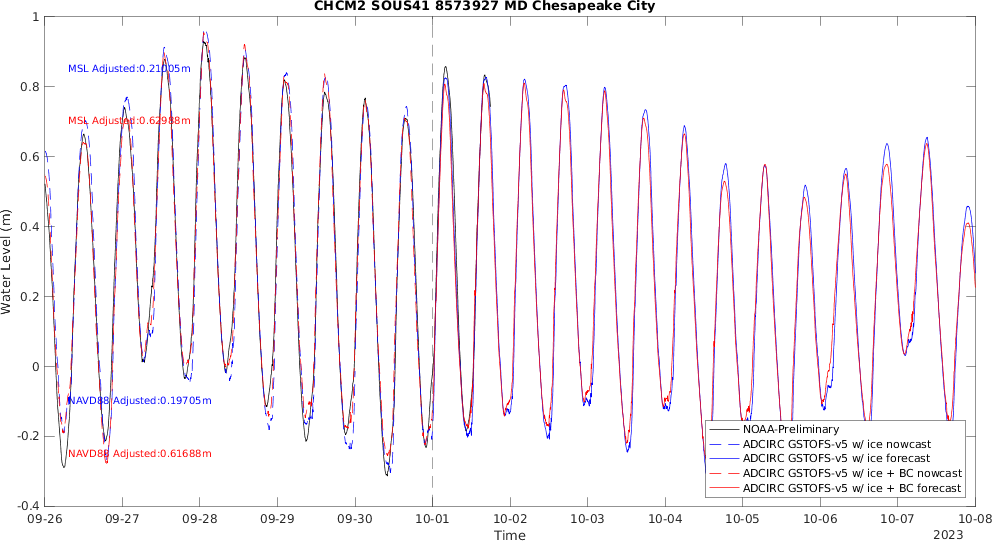 CHCM2 SOUS41 8573927 MD Chesapeake City
1
0.8
0.6
0.4
0.2
0
-0.2
-0.4
Water Level (m)
MSL Adjusted:0.21005m
MSL Adjusted:0.62988m
NAVD88 Adjusted:0.19705m
NAVD88 Adjusted:0.61688m
NOAA-Preliminary
ADCIRC GSTOFS-v5 w/ ice nowcast
ADCIRC GSTOFS-v5 w/ ice forecast
ADCIRC GSTOFS-v5 w/ ice + BC nowcast
ADCIRC GSTOFS-v5 w/ ice + BC forecast
09-26 09-27 09-28 09-29 09-30 10-01 10-02 10-03 10-04 10-05 10-06 10-07 10-08
Time
2023